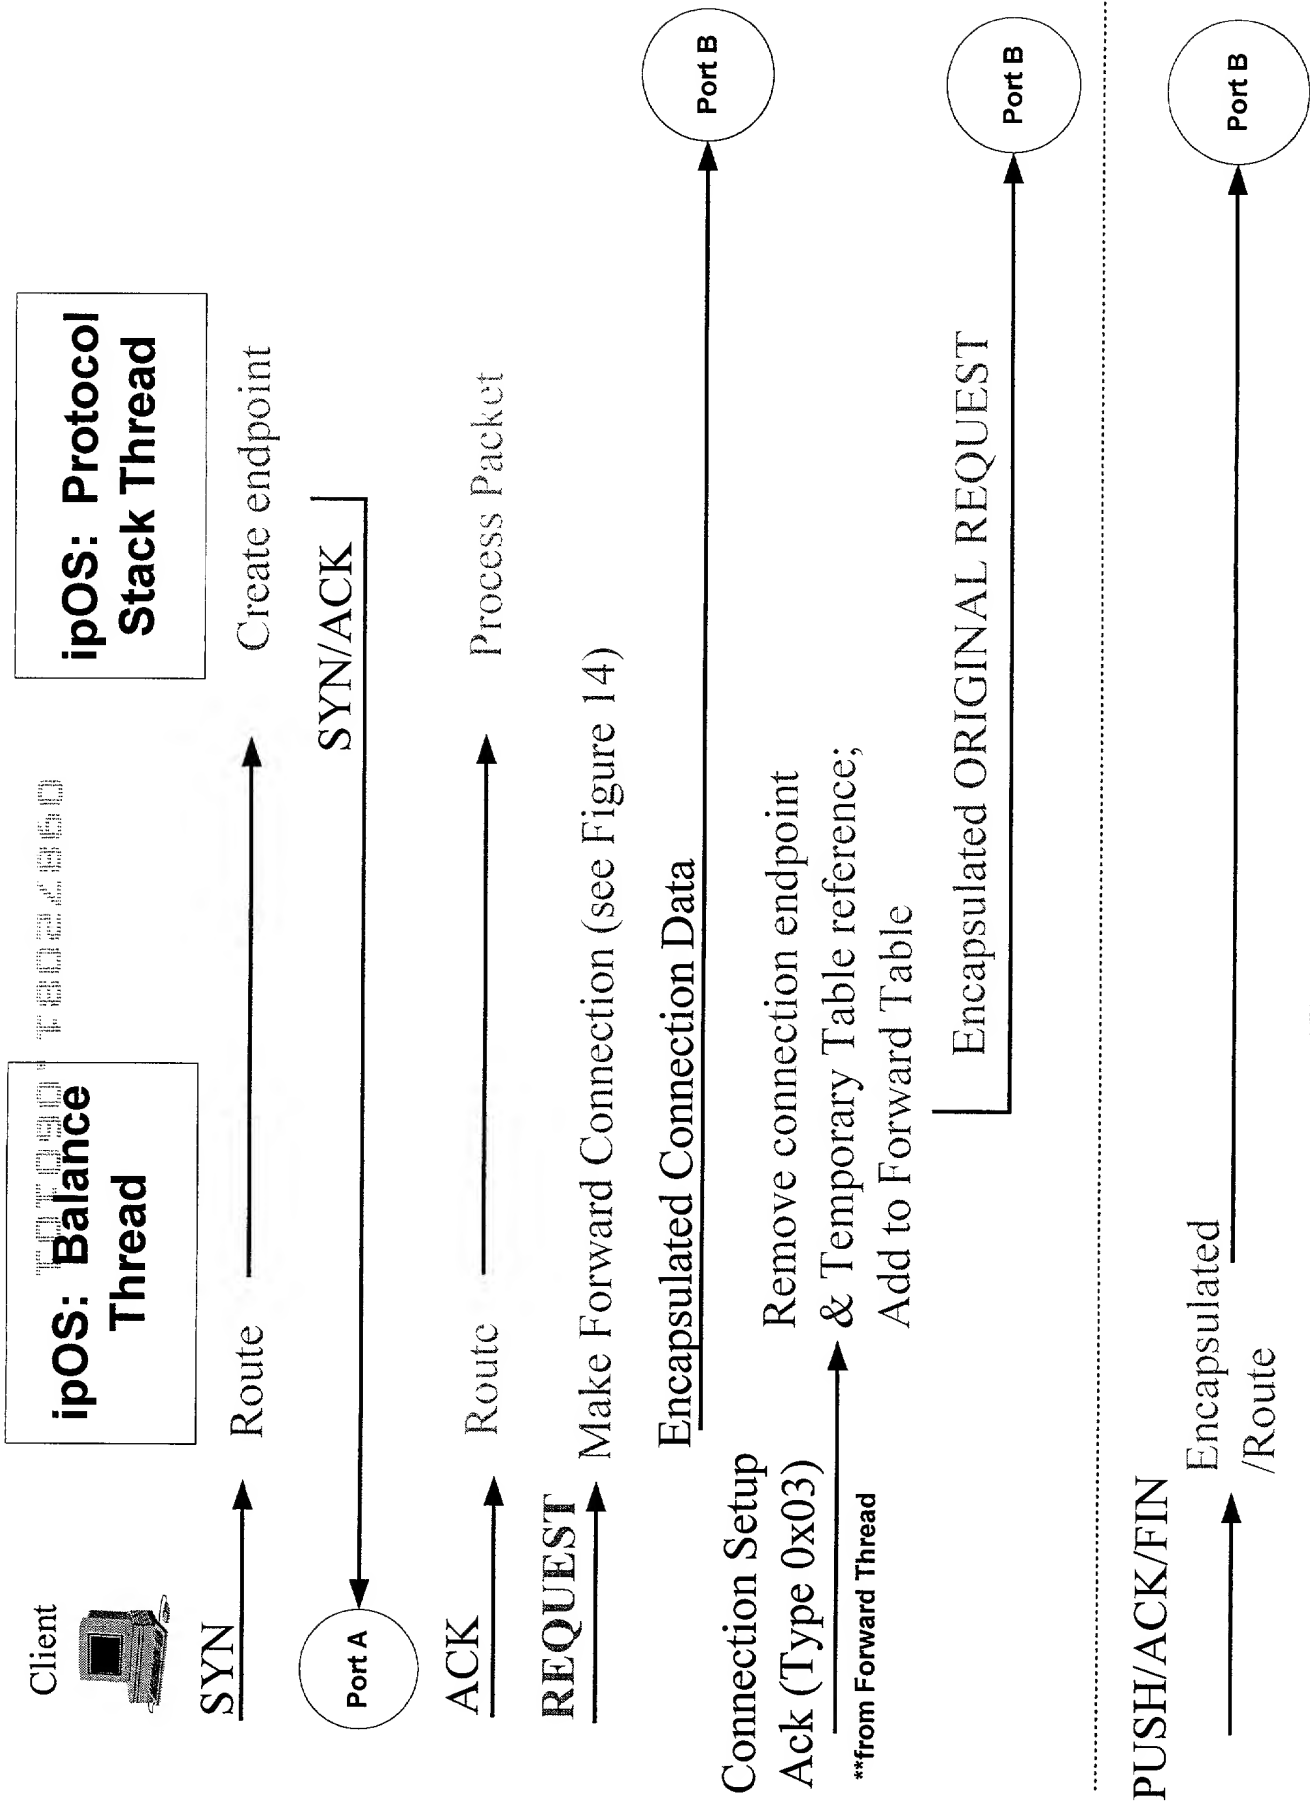 Client
ipOS: Balance
Thread
ipOS: Protocol
Stack Thread
SYN
Route
Create endpoint
SYN/ACK
Port A
ACK
Route
Process Packet
REQUEST
Make Forward Connection (see Figure 14)
Encapsulated Connection Data
Port B
Connection Setup
Ack (Type 0x03)
**from Forward Thread
Remove connection endpoint
& Temporary Table reference;
Add to Forward Table
Encapsulated ORIGINAL REQUEST
Port B
PUSH/ACK/FIN
Encapsulated
/Route
Port B